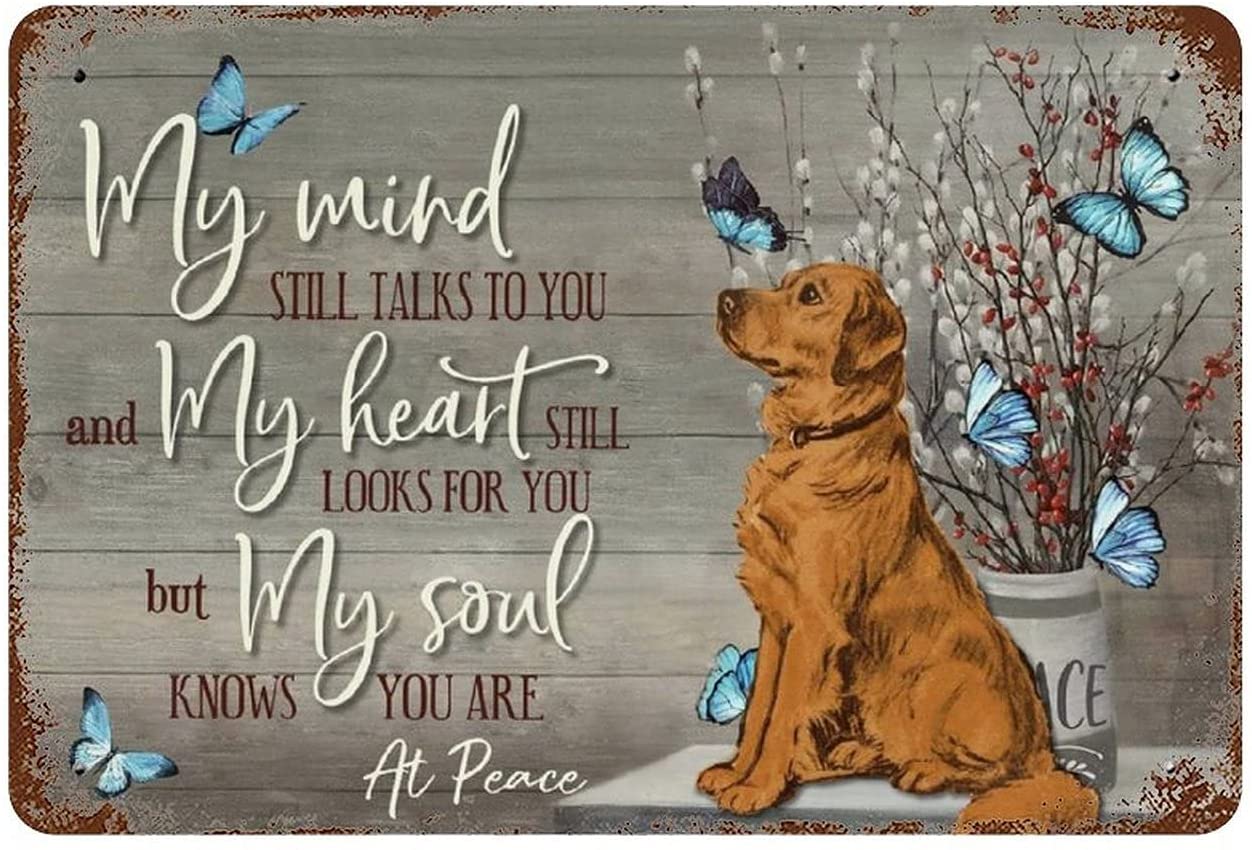 My mind
STILL TALKS TO YOU
and My heart STILL
LOOKS FOR YOU
but My soul
KNOWS YOU ARE
At Peace
ACE